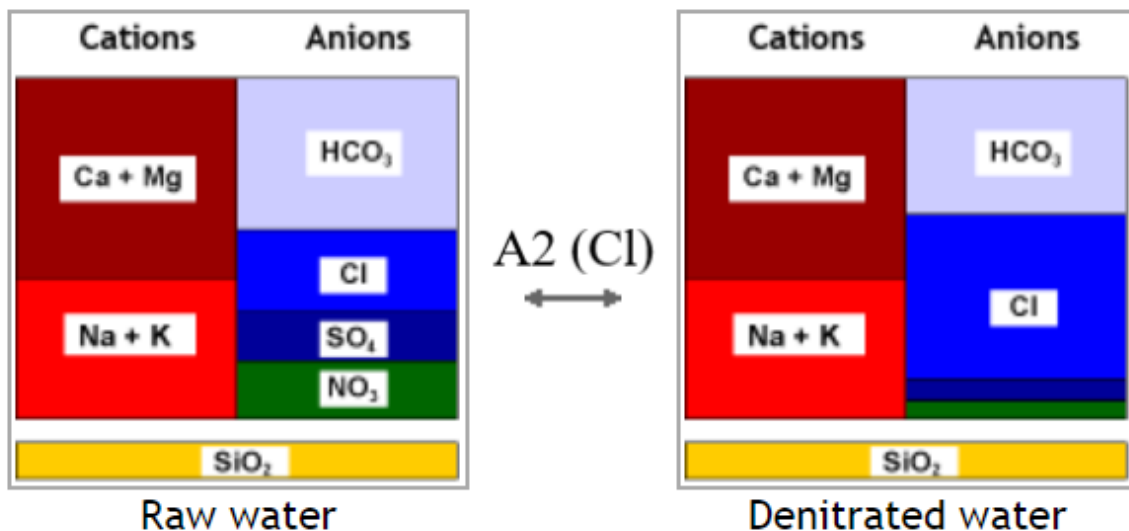 Cations Anions
HCO₃
Ca + Mg
Cl
Na + K
SO₄
NO₃
SiO₂
Raw water
A2 (Cl)
Cations Anions
HCO₃
Ca + Mg
Cl
Na + K
SiO₂
Denitrated water